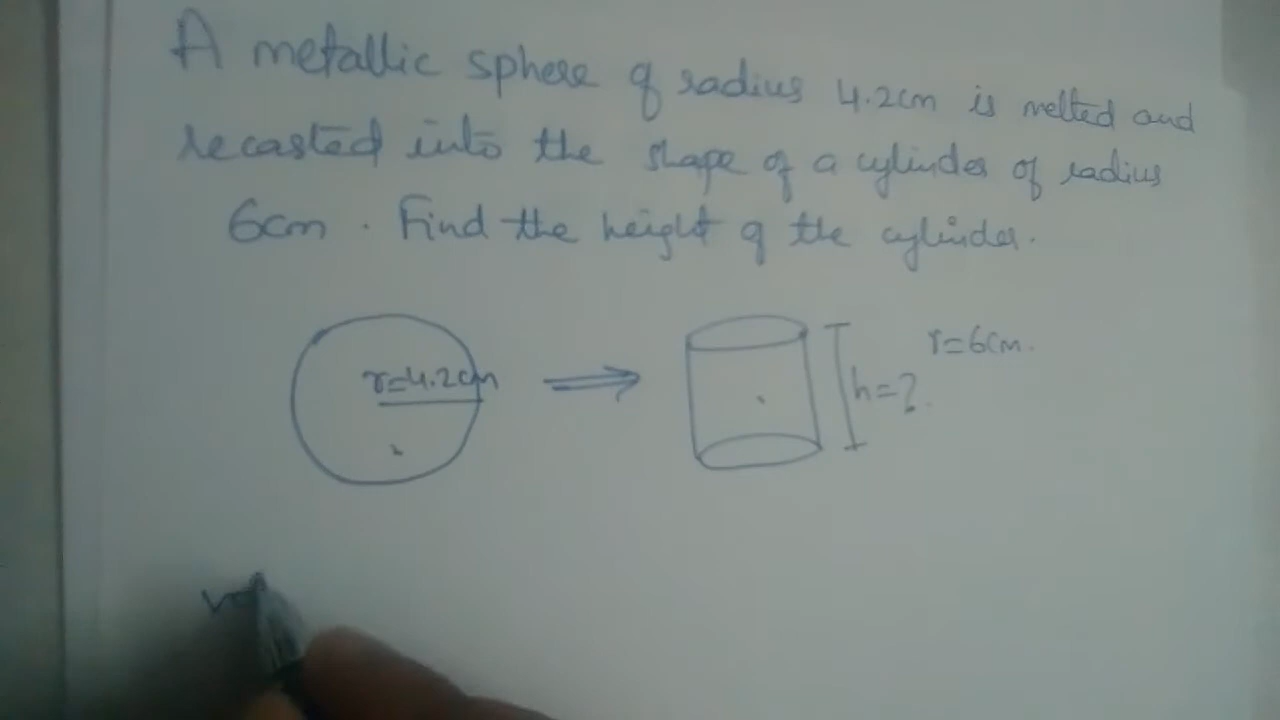 A metallic sphere of radius 4.2cm is melted and
recasted into the shape of a cylinder of radius
6cm. Find the height of the cylinder.
r=4.2cm
h=?
r=6cm.